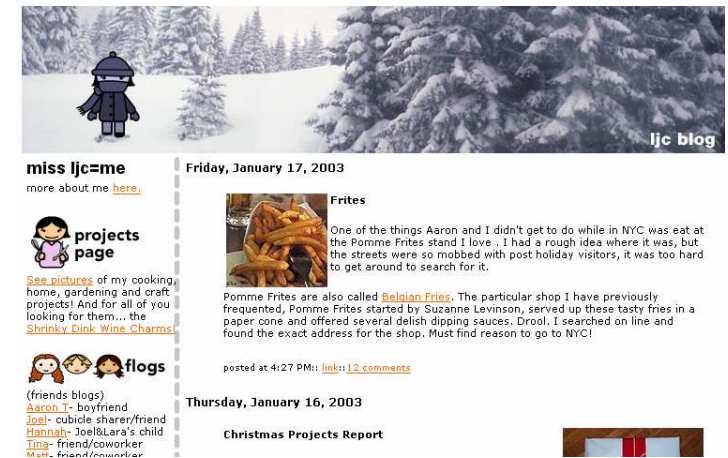 ljc blog
miss ljc=me
more about me here.
projects
page
See pictures of my cooking,
home, gardening and craft
projects! And for all of you
looking for them... the
Shrinky Dink Wine Charms!
flogs
(friends blogs)
Aaron T- boyfriend
Joel- cubicle sharer/friend
Hannah- Joel&Lara's child
Tina- friend/coworker
Matt- friend/coworker
Friday, January 17, 2003
Frites
One of the things Aaron and I didn't get to do while in NYC was eat at
the Pomme Frites stand I love . I had a rough idea where it was, but
the streets were so mobbed with post holiday visitors, it was too hard
to get around to search for it.
Pomme Frites are also called Belgian Fries. The particular shop I have previously
frequented, Pomme Frites started by Suzanne Levinson, served up these tasty fries in a
paper cone and offered several delish dipping sauces. Drool. I searched on line and
found the exact address for the shop. Must find reason to go to NYC!
posted at 4:27 PM:: link::12 comments
Thursday, January 16, 2003
Christmas Projects Report